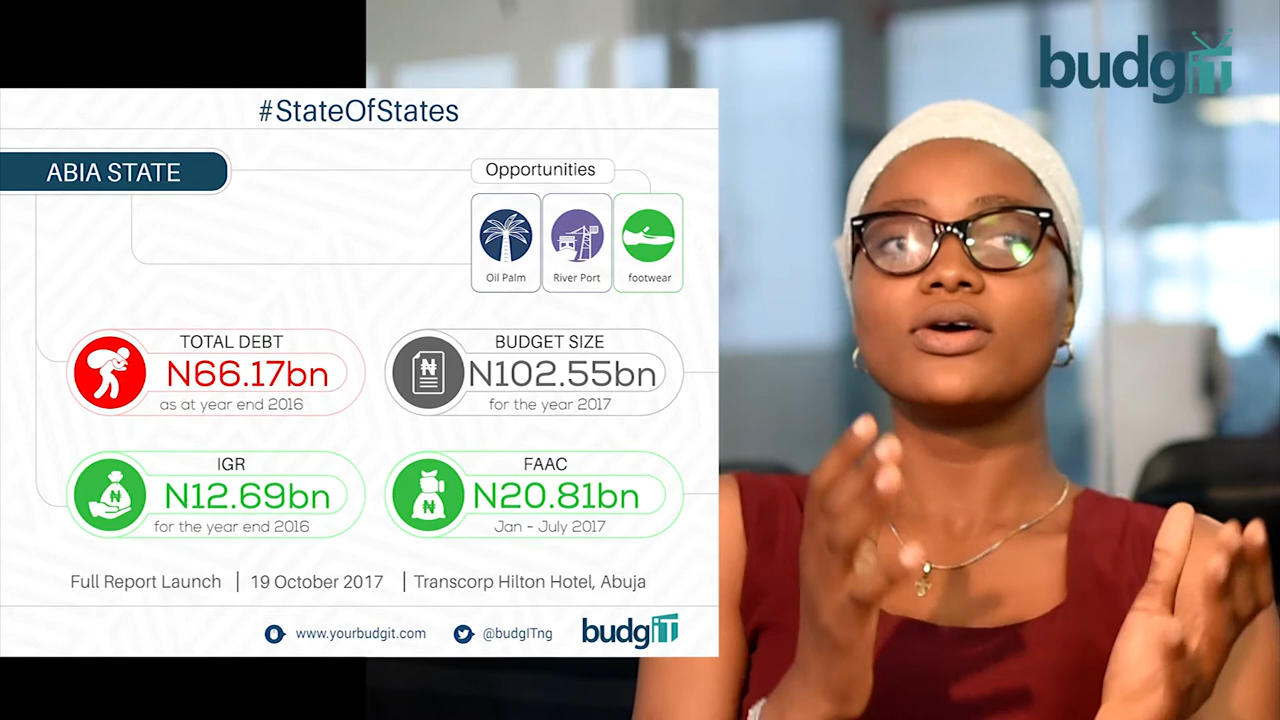 budgIT
#StateOfStates
ABIA STATE
Opportunities
Oil Palm
River Port
footwear
TOTAL DEBT
N66.17bn
as at year end 2016
BUDGET SIZE
N102.55bn
for the year 2017
IGR
N12.69bn
for the year end 2016
FAAC
N20.81bn
Jan - July 2017
Full Report Launch | 19 October 2017 | Transcorp Hilton Hotel, Abuja
www.yourbudgit.com
@budgITng
budgIT